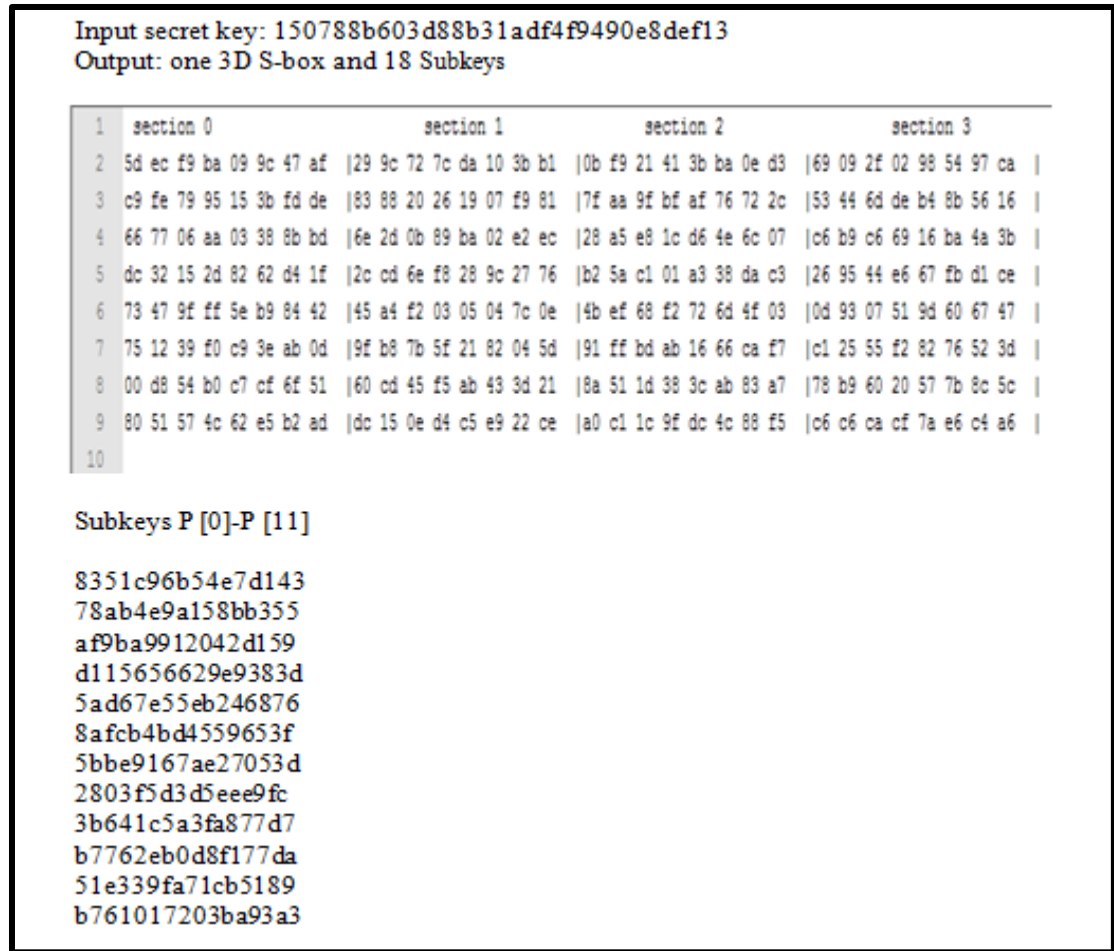 Input secret key: 150788b603d88b31adf4f9490e8def13
Output: one 3D S-box and 18 Subkeys
1 section 0 section 1 section 2 section 3
2 5d ec f9 ba 09 9c 47 af |29 9c 72 7c da 10 3b b1 |0b f9 21 41 3b ba 0e d3 |69 09 2f 02 98 54 97 ca |
3 c9 fe 79 95 15 3b fd de |83 88 20 26 19 07 f9 81 |7f aa 9f bf af 76 72 2c |53 44 6d de b4 8b 56 16 |
4 66 77 06 aa 03 38 8b bd |6e 2d 0b 89 ba 02 e2 ec |28 a5 e8 1c d6 4e 6c 07 |c6 b9 c6 69 16 ba 4a 3b |
5 dc 32 15 2d 82 62 d4 1f |2c cd 6e f8 28 9c 27 76 |b2 5a c1 01 a3 38 da c3 |26 95 44 e6 67 fb d1 ce |
6 73 47 9f ff 5e b9 84 42 |45 a4 f2 03 05 04 7c 0e |4b ef 68 f2 72 6d 4f 03 |0d 93 07 51 9d 60 67 47 |
7 75 12 39 f0 c9 3e ab 0d |9f b8 7b 5f 21 82 04 5d |91 ff bd ab 16 66 ca f7 |c1 25 55 f2 82 76 52 3d |
8 00 d8 54 b0 c7 cf 6f 51 |60 cd 45 f5 ab 43 3d 21 |8a 51 1d 38 3c ab 83 a7 |78 b9 60 20 57 7b 8c 5c |
9 80 51 57 4c 62 e5 b2 ad |dc 15 0e d4 c5 e9 22 ce |a0 c1 1c 9f dc 4c 88 f5 |c6 c6 ca cf 7a e6 c4 a6 |
10
Subkeys P [0]-P [11]
8351c96b54e7d143
78ab4e9a158bb355
af9ba9912042d159
d115656629e9383d
5ad67e55eb246876
8afcb4bd4559653f
5bbe9167ae27053d
2803f5d3d5eee9fc
3b641c5a3fa877d7
b7762eb0d8f177da
51e339fa71cb5189
b761017203ba93a3